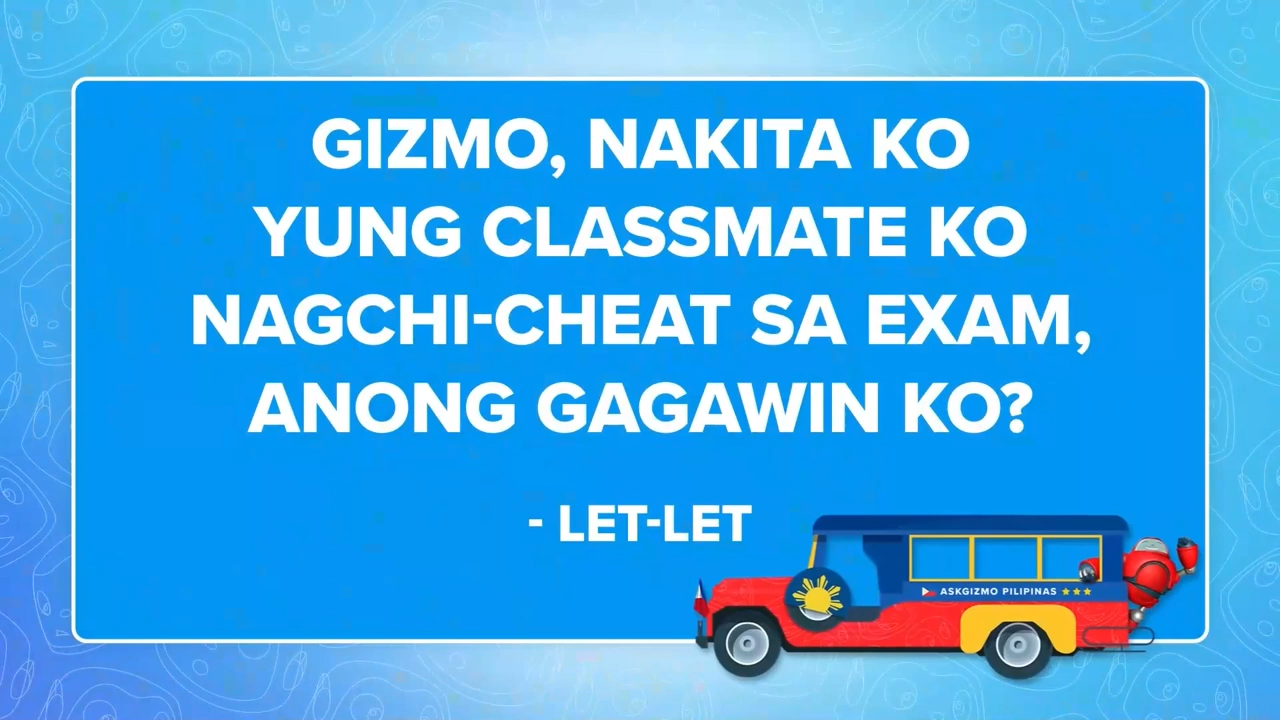 GIZMO, NAKITA KO
YUNG CLASSMATE KO
NAGCHI-CHEAT SA EXAM,
ANONG GAGAWIN KO?
- LET-LET
ASKGIZMO PILIPINAS